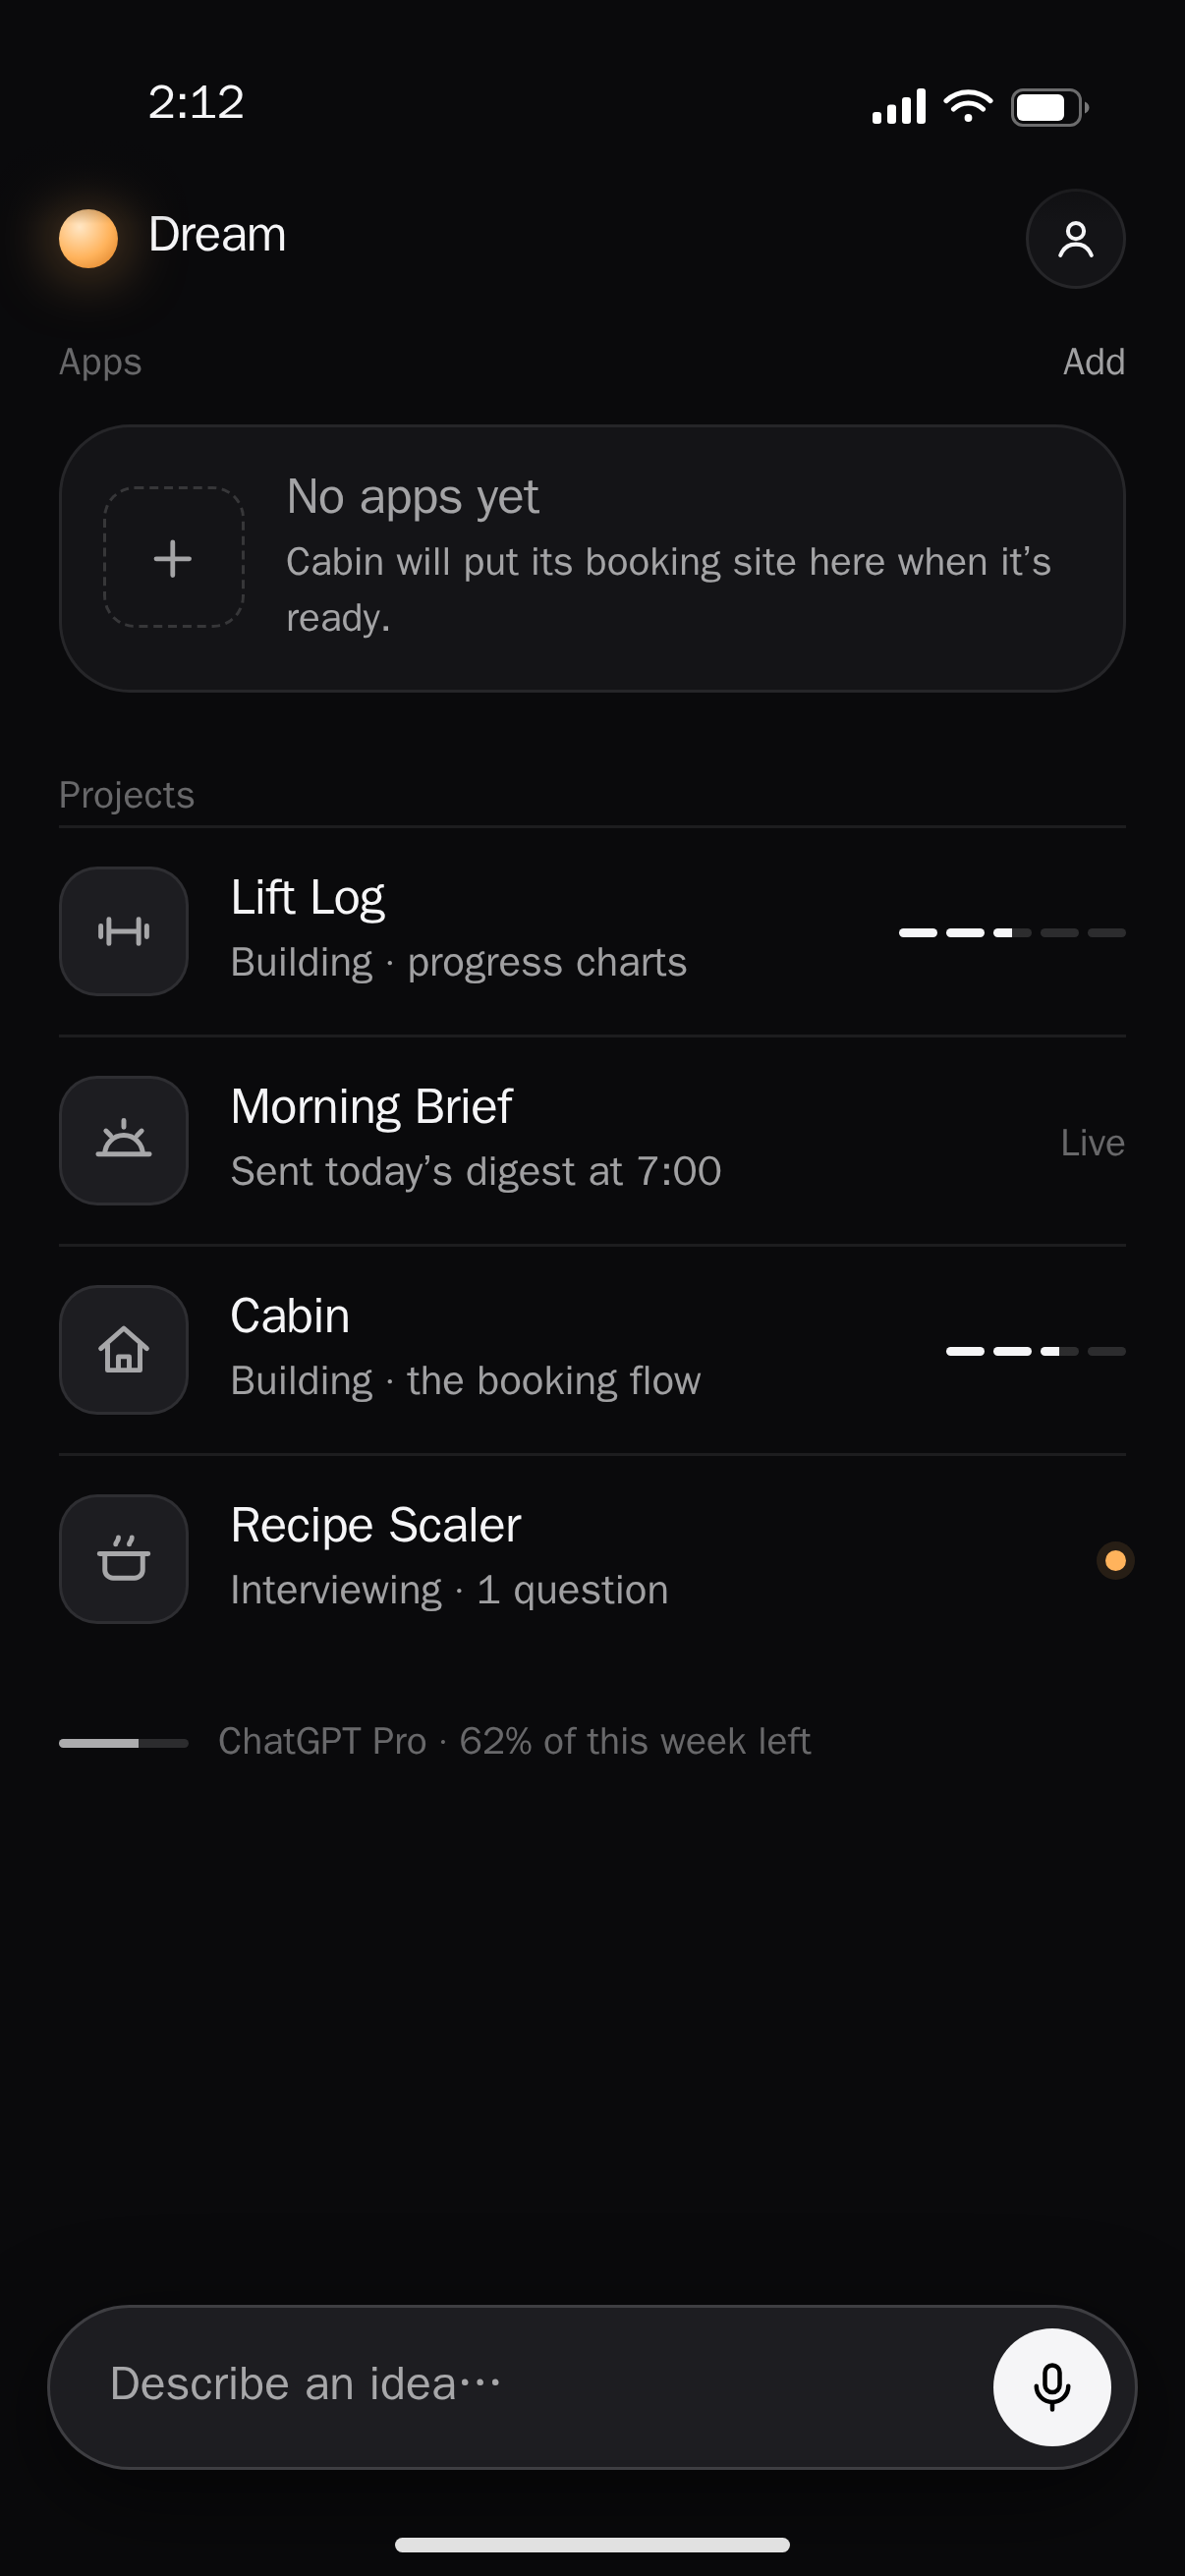 2:12
Dream
Apps
Add
No apps yet
Cabin will put its booking site here when it’s
ready.
Projects
Lift Log
Building · progress charts
Morning Brief
Sent today’s digest at 7:00
Live
Cabin
Building · the booking flow
Recipe Scaler
Interviewing · 1 question
ChatGPT Pro · 62% of this week left
Describe an idea…